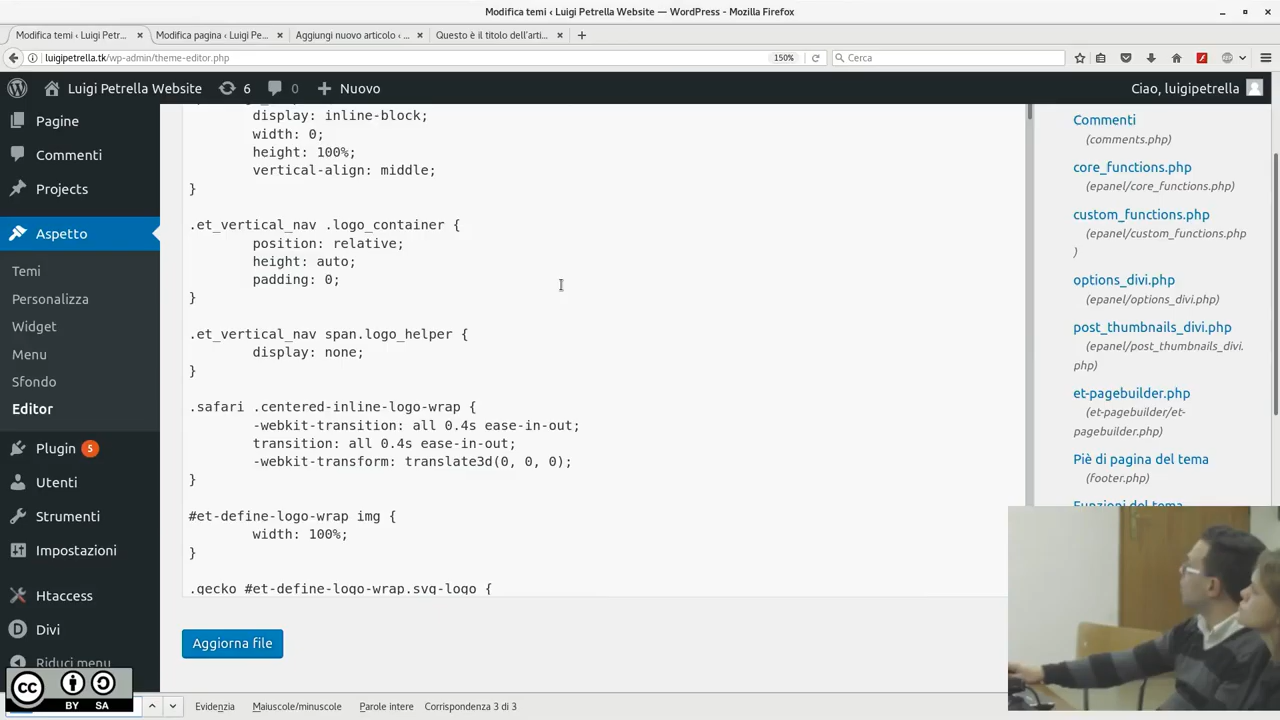 Modifica temi ‹ Luigi Petrella Website — WordPress - Mozilla Firefox
Modifica temi ‹ Luigi Petr... × Modifica pagina ‹ Luigi Pe... × Aggiungi nuovo articolo ‹ ... × Questo è il titolo dell'arti... ×
luigipetrella.tk/wp-admin/theme-editor.php 150% Cerca
Luigi Petrella Website 6 0 Nuovo Ciao, luigipetrella
Pagine
Commenti
Projects
Aspetto
Temi
Personalizza
Widget
Menu
Sfondo
Editor
Plugin 5
Utenti
Strumenti
Impostazioni
Htaccess
Divi
Riduci menu
display: inline-block;
width: 0;
height: 100%;
vertical-align: middle;
}
.et_vertical_nav .logo_container {
position: relative;
height: auto;
padding: 0;
}
.et_vertical_nav span.logo_helper {
display: none;
}
.safari .centered-inline-logo-wrap {
-webkit-transition: all 0.4s ease-in-out;
transition: all 0.4s ease-in-out;
-webkit-transform: translate3d(0, 0, 0);
}
#et-define-logo-wrap img {
width: 100%;
}
.gecko #et-define-logo-wrap.svg-logo {
Aggiorna file
Commenti
(comments.php)
core_functions.php
(epanel/core_functions.php)
custom_functions.php
(epanel/custom_functions.php
)
options_divi.php
(epanel/options_divi.php)
post_thumbnails_divi.php
(epanel/post_thumbnails_divi.
php)
et-pagebuilder.php
(et-pagebuilder/et-
pagebuilder.php)
Piè di pagina del tema
(footer.php)
Funzioni del tema
cc
BY SA
Evidenzia Maiuscole/minuscole Parole intere Corrispondenza 3 di 3